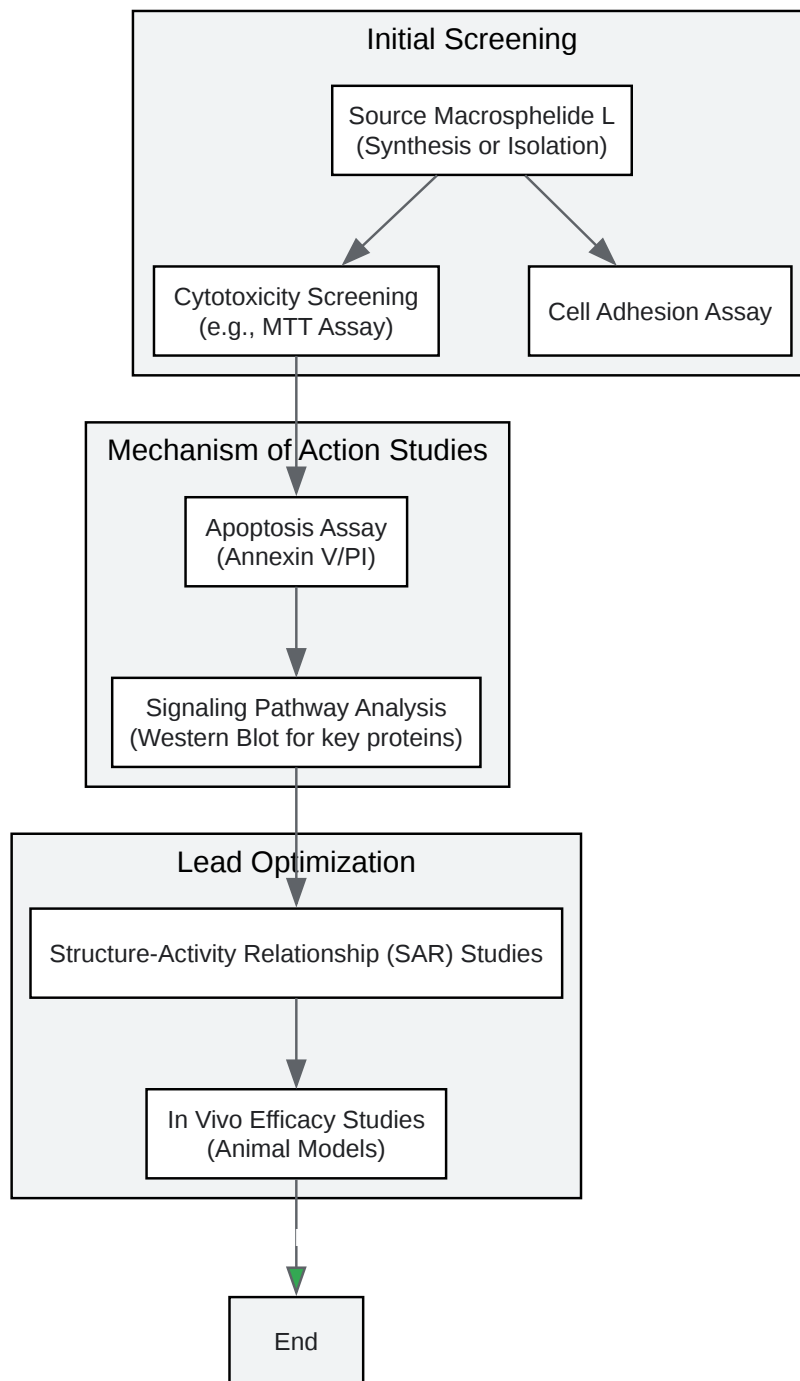 Initial Screening
Source Macrosphelide L
(Synthesis or Isolation)
Cytotoxicity Screening
(e.g., MTT Assay)
Cell Adhesion Assay
Mechanism of Action Studies
Apoptosis Assay
(Annexin V/PI)
Signaling Pathway Analysis
(Western Blot for key proteins)
Lead Optimization
Structure-Activity Relationship (SAR) Studies
In Vivo Efficacy Studies
(Animal Models)
End